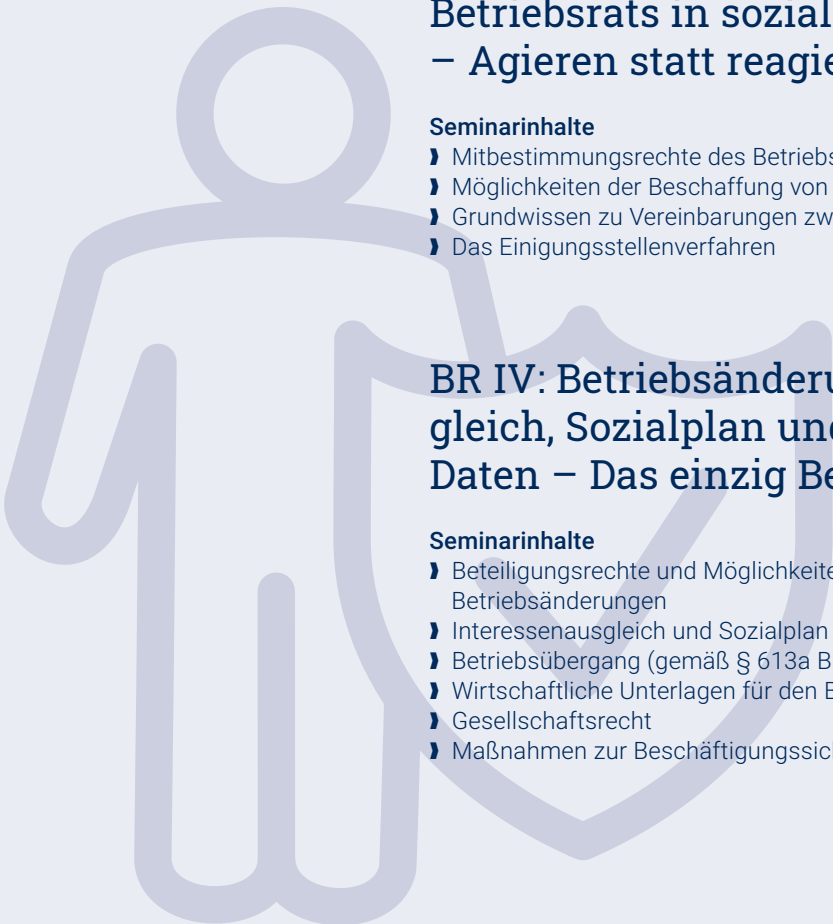 Betriebsrats in sozial
– Agieren statt reagie
Seminarinhalte
❱ Mitbestimmungsrechte des Betriebs
❱ Möglichkeiten der Beschaffung von
❱ Grundwissen zu Vereinbarungen zw
❱ Das Einigungsstellenverfahren
BR IV: Betriebsänderu
gleich, Sozialplan und
Daten – Das einzig Be
Seminarinhalte
❱ Beteiligungsrechte und Möglichkeite
Betriebsänderungen
❱ Interessenausgleich und Sozialplan
❱ Betriebsübergang (gemäß § 613a B
❱ Wirtschaftliche Unterlagen für den B
❱ Gesellschaftsrecht
❱ Maßnahmen zur Beschäftigungssich